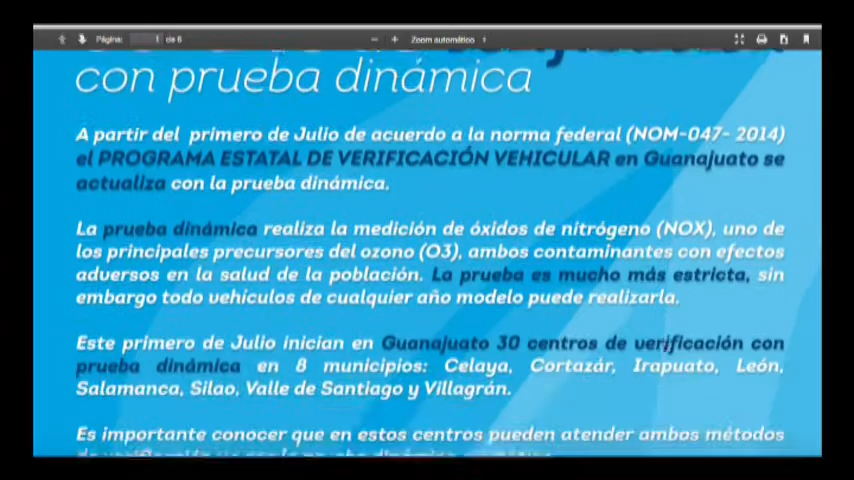 Página: 1 de 6 Zoom automático
con prueba dinámica
A partir del primero de Julio de acuerdo a la norma federal (NOM-047- 2014)
el PROGRAMA ESTATAL DE VERIFICACIÓN VEHICULAR en Guanajuato se
actualiza con la prueba dinámica.
La prueba dinámica realiza la medición de óxidos de nitrógeno (NOX), uno de
los principales precursores del ozono (O3), ambos contaminantes con efectos
adversos en la salud de la población. La prueba es mucho más estricta, sin
embargo todo vehículos de cualquier año modelo puede realizarla.
Este primero de Julio inician en Guanajuato 30 centros de verificación con
prueba dinámica en 8 municipios: Celaya, Cortazár, Irapuato, León,
Salamanca, Silao, Valle de Santiago y Villagrán.
Es importante conocer que en estos centros pueden atender ambos métodos